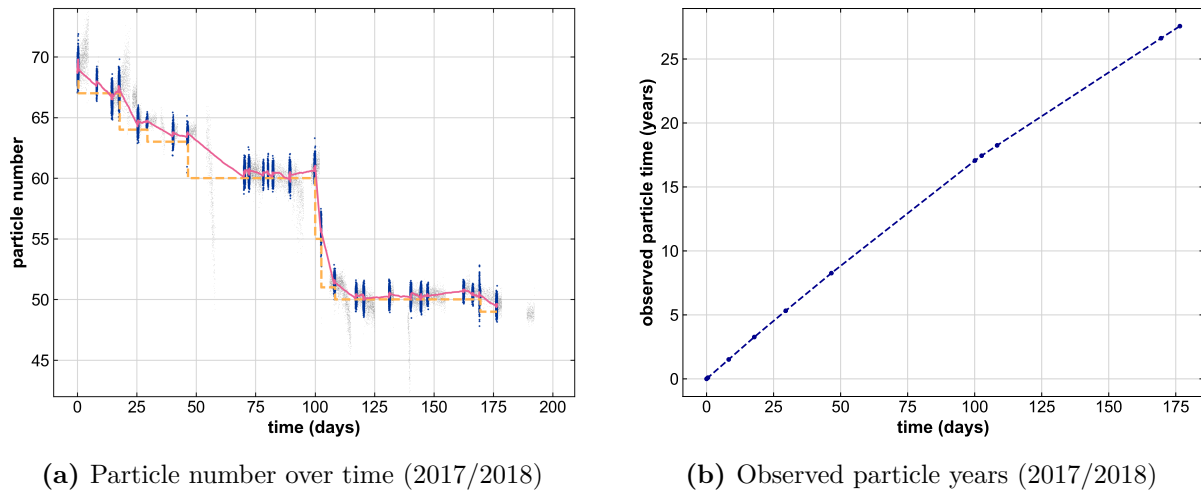 70
65
60
55
50
45
particle number
0 25 50 75 100 125 150 175 200
time (days)
25
20
15
10
5
0
observed particle time (years)
0 25 50 75 100 125 150 175
time (days)
(a) Particle number over time (2017/2018)
(b) Observed particle years (2017/2018)